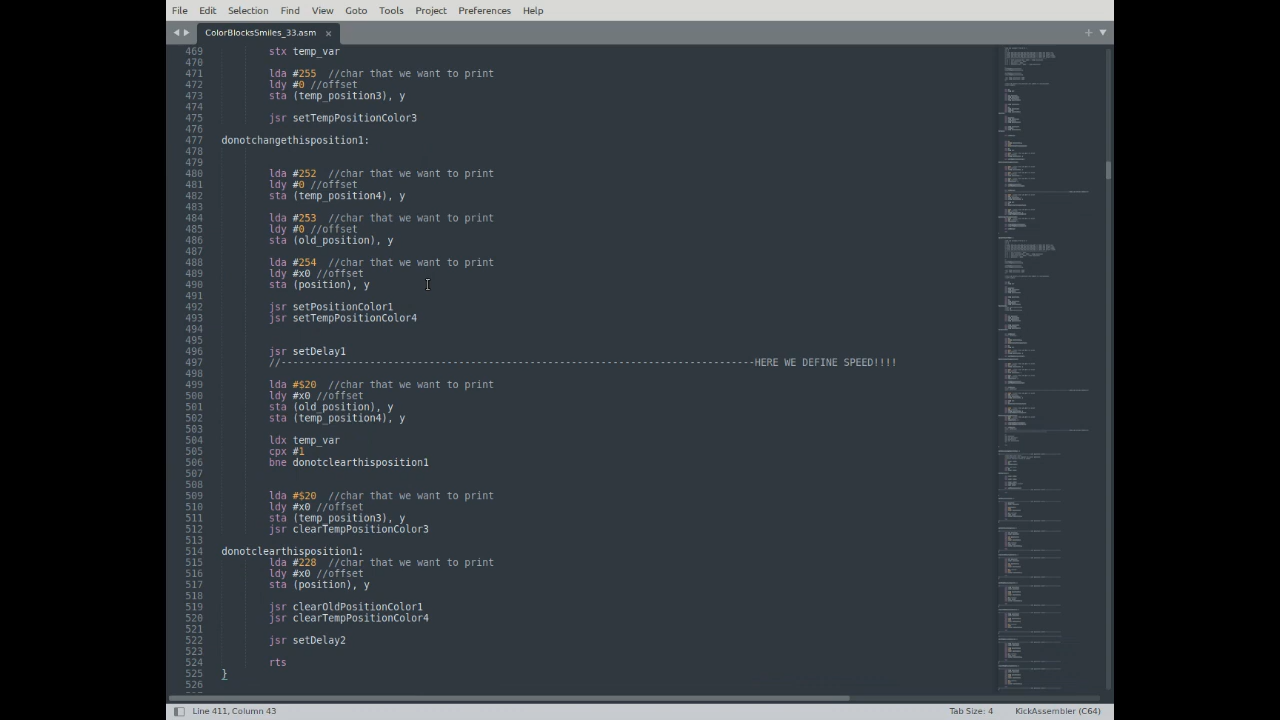 File Edit Selection Find View Goto Tools Project Preferences Help
ColorBlocksSmiles_33.asm ×
469 stx temp_var
470
471 lda #255 //char that we want to print
472 ldy #0 //offset
473 sta (temp_position3), y
474
475 jsr setTempPositionColor3
476
477 donotchangethisposition1:
478
479
480 lda #252 //char that we want to print
481 ldy #0 //offset
482 sta (temp_position4), y
483
484 lda #253 //char that we want to print
485 ldy #0 //offset
486 sta (old_position), y
487
488 lda #254 //char that we want to print
489 ldy #x0 //offset
490 sta (position), y
491
492 jsr setPositionColor1
493 jsr setTempPositionColor4
494
495
496 jsr setDelay1
497 //------------------------------------------------------------------------------- HERE WE DEFINE SPEED!!!!
498
499 lda #$20 //char that we want to print
500 ldy #x0 //offset
501 sta (old_position), y
502 sta (temp_position4), y
503
504 ldx temp_var
505 cpx #1
506 bne donotclearthisposition1
507
508
509 lda #$20 //char that we want to print
510 ldy #x0 //offset
511 sta (temp_position3), y
512 jsr clearTempPositionColor3
513
514 donotclearthisposition1:
515 lda //char that we want to print
516 ldy #x0 //offset
517 sta (position), y
518
519 jsr clearOldPositionColor1
520 jsr clearTempPositionColor4
521
522 jsr setDelay2
523
524 rts
525 }
526
Line 411, Column 43 Tab Size: 4 KickAssembler (C64)